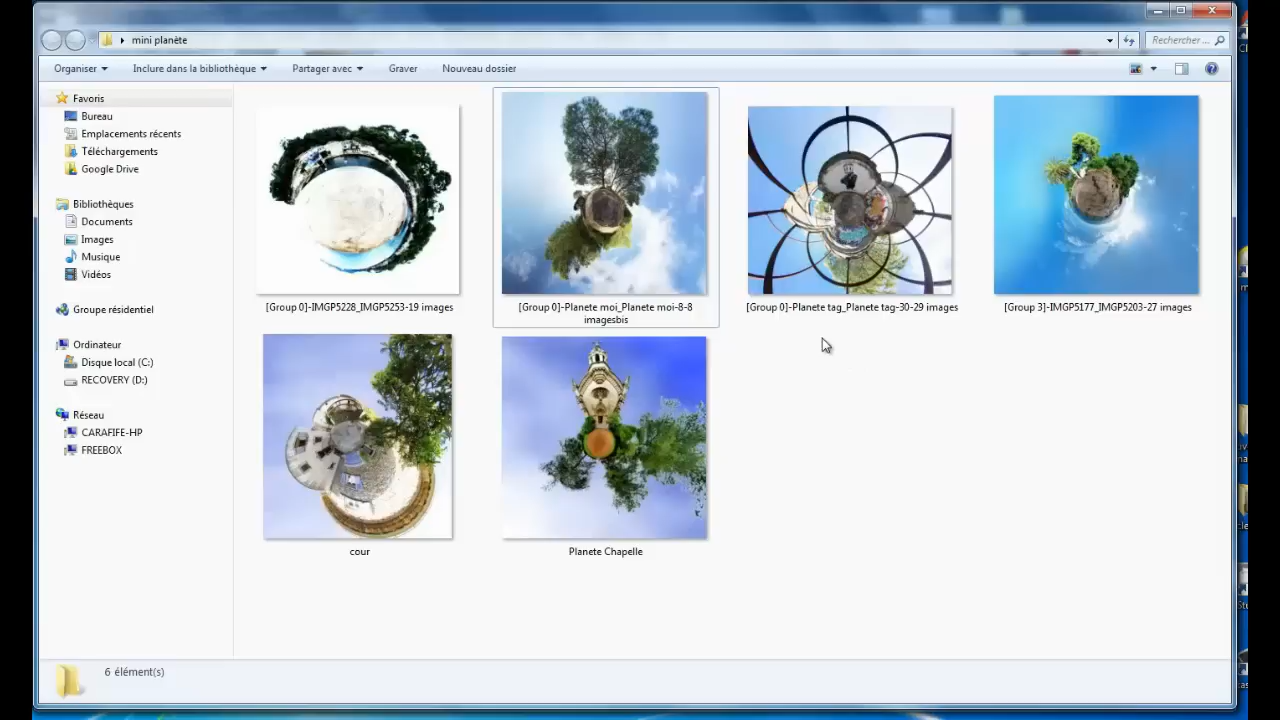 mini planète
Rechercher ...
Organiser
Inclure dans la bibliothèque
Partager avec
Graver
Nouveau dossier
Favoris
Bureau
Emplacements récents
Téléchargements
Google Drive
Bibliothèques
Documents
Images
Musique
Vidéos
Groupe résidentiel
Ordinateur
Disque local (C:)
RECOVERY (D:)
Réseau
CARAFIFE-HP
FREEBOX
[Group 0]-IMGP5228_IMGP5253-19 images
[Group 0]-Planete moi_Planete moi-8-8
imagesbis
[Group 0]-Planete tag_Planete tag-30-29 images
[Group 3]-IMGP5177_IMGP5203-27 images
cour
Planete Chapelle
6 élément(s)